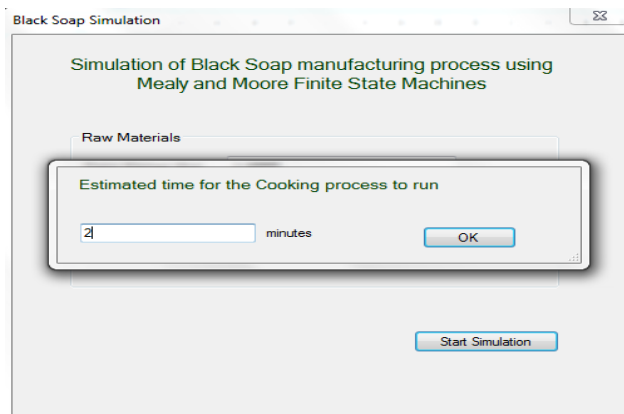 Black Soap Simulation
Simulation of Black Soap manufacturing process using
Mealy and Moore Finite State Machines
Raw Materials
Estimated time for the Cooking process to run
2
minutes
OK
Start Simulation